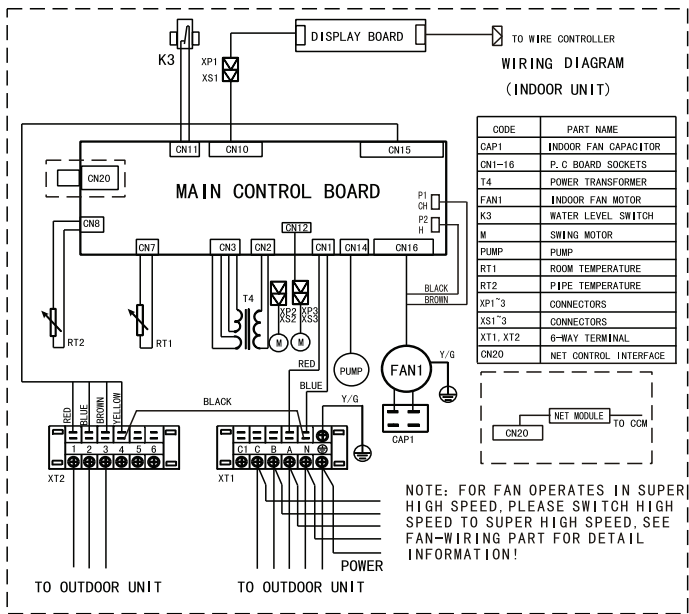 DISPLAY BOARD
TO WIRE CONTROLLER
K3
XP1
XS1
WIRING DIAGRAM
(INDOOR UNIT)
CN11
CN10
CN15
CODE PART NAME
CAP1 INDOOR FAN CAPACITOR
CN1-16 P.C BOARD SOCKETS
T4 POWER TRANSFORMER
FAN1 INDOOR FAN MOTOR
K3 WATER LEVEL SWITCH
M SWING MOTOR
PUMP PUMP
RT1 ROOM TEMPERATURE
RT2 PIPE TEMPERATURE
XP1~3 CONNECTORS
XS1~3 CONNECTORS
XT1, XT2 6-WAY TERMINAL
CN20 NET CONTROL INTERFACE
CN20
MAIN CONTROL BOARD
P1
CH
P2
H
CN8
CN12
CN7
CN3
CN2
CN1
CN14
CN16
BLACK
BROWN
T4
XP2
XS2
XP3
XS3
RT2
RT1
M
M
PUMP
FAN1
Y/G
RED
BLUE
CAP1
RED
BLUE
BROWN
YELLOW
BLACK
Y/G
NET MODULE
TO CCM
CN20
1 2 3 4 5 6
XT2
C1 C B A N
XT1
NOTE: FOR FAN OPERATES IN SUPER
HIGH SPEED, PLEASE SWITCH HIGH
SPEED TO SUPER HIGH SPEED, SEE
FAN-WIRING PART FOR DETAIL
INFORMATION!
POWER
TO OUTDOOR UNIT
TO OUTDOOR UNIT